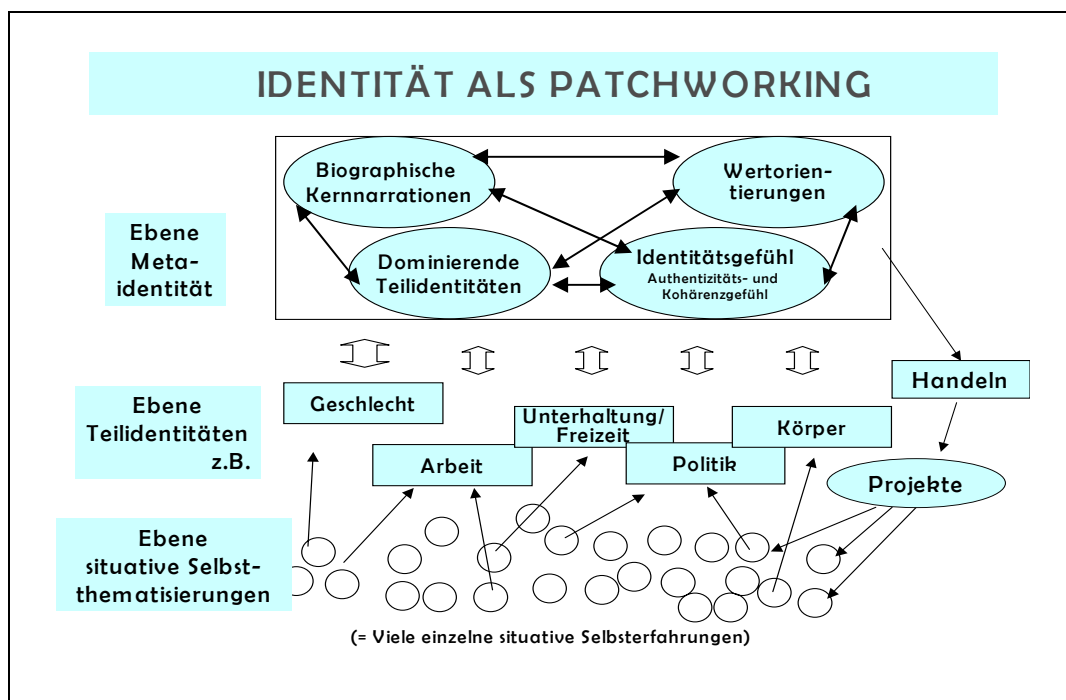 IDENTITÄT ALS PATCHWORKING
Biographische
Kernnarrationen
Wertorien-
tierungen
Ebene
Meta-
identität
Dominierende
Teilidentitäten
Identitätsgefühl
Authentizitäts- und
Kohärenzgefühl
Handeln
Ebene
Teilidentitäten
z.B.
Geschlecht
Arbeit
Unterhaltung/
Freizeit
Politik
Körper
Projekte
Ebene
situative Selbst-
thematisierungen
(= Viele einzelne situative Selbsterfahrungen)